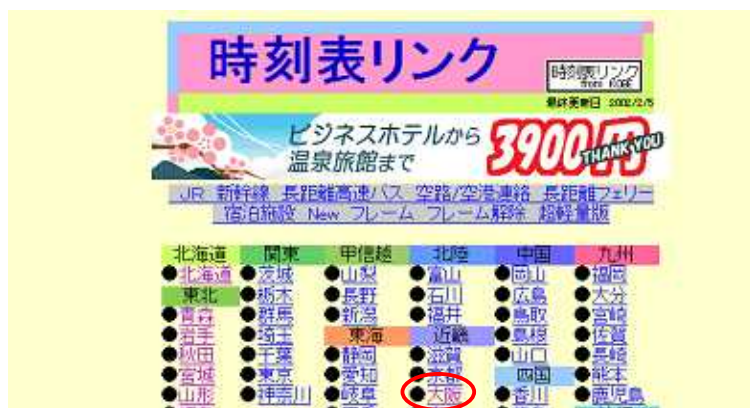 時刻表リンク
時刻表リンク
from KOBE
最終更新日 2002/2/5
ビジネスホテルから
温泉旅館まで
3900円
THANK YOU
JR 新幹線 長距離高速バス 空路/空港連絡 長距離フェリー
宿泊施設 New フレーム フレーム解除 超軽量版
北海道 関東 甲信越 北陸 中国 九州
●北海道 ●茨城 ●山梨 ●富山 ●岡山 ●福岡
東北 ●栃木 ●長野 ●石川 ●広島 ●大分
●青森 ●群馬 ●新潟 ●福井 ●鳥取 ●宮崎
●岩手 ●埼玉 東海 近畿 ●島根 ●佐賀
●秋田 ●千葉 ●静岡 ●滋賀 ●山口 ●長崎
●宮城 ●東京 ●愛知 ●京都 四国 ●熊本
●山形 ●神奈川 ●岐阜 ●大阪 ●香川 ●鹿児島